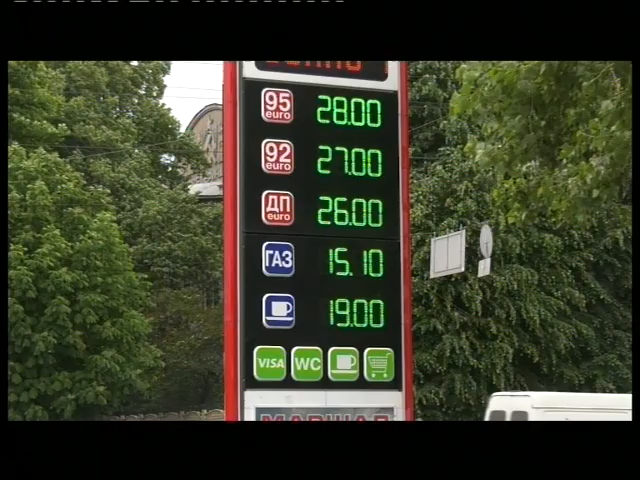 95 euro 28.00
92 euro 27.00
ДП euro 26.00
ГАЗ 15.10
19.00
VISA WC
МАРШАЛ